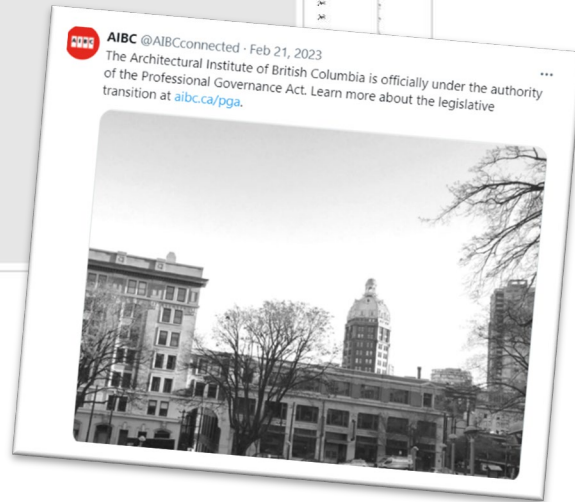 AIBC @AIBCconnected · Feb 21, 2023
The Architectural Institute of British Columbia is officially under the authority
of the Professional Governance Act. Learn more about the legislative
transition at aibc.ca/pga.